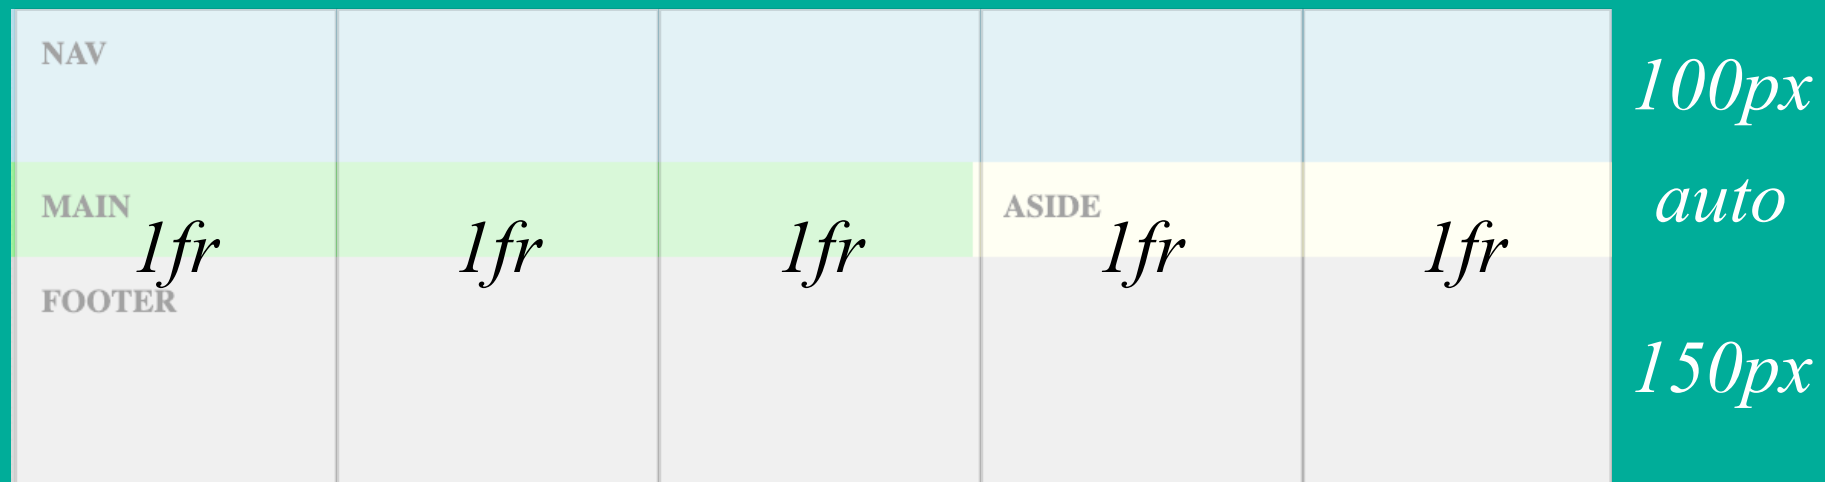 NAV
100px
MAIN
ASIDE
auto
1fr 1fr 1fr 1fr 1fr
FOOTER
150px